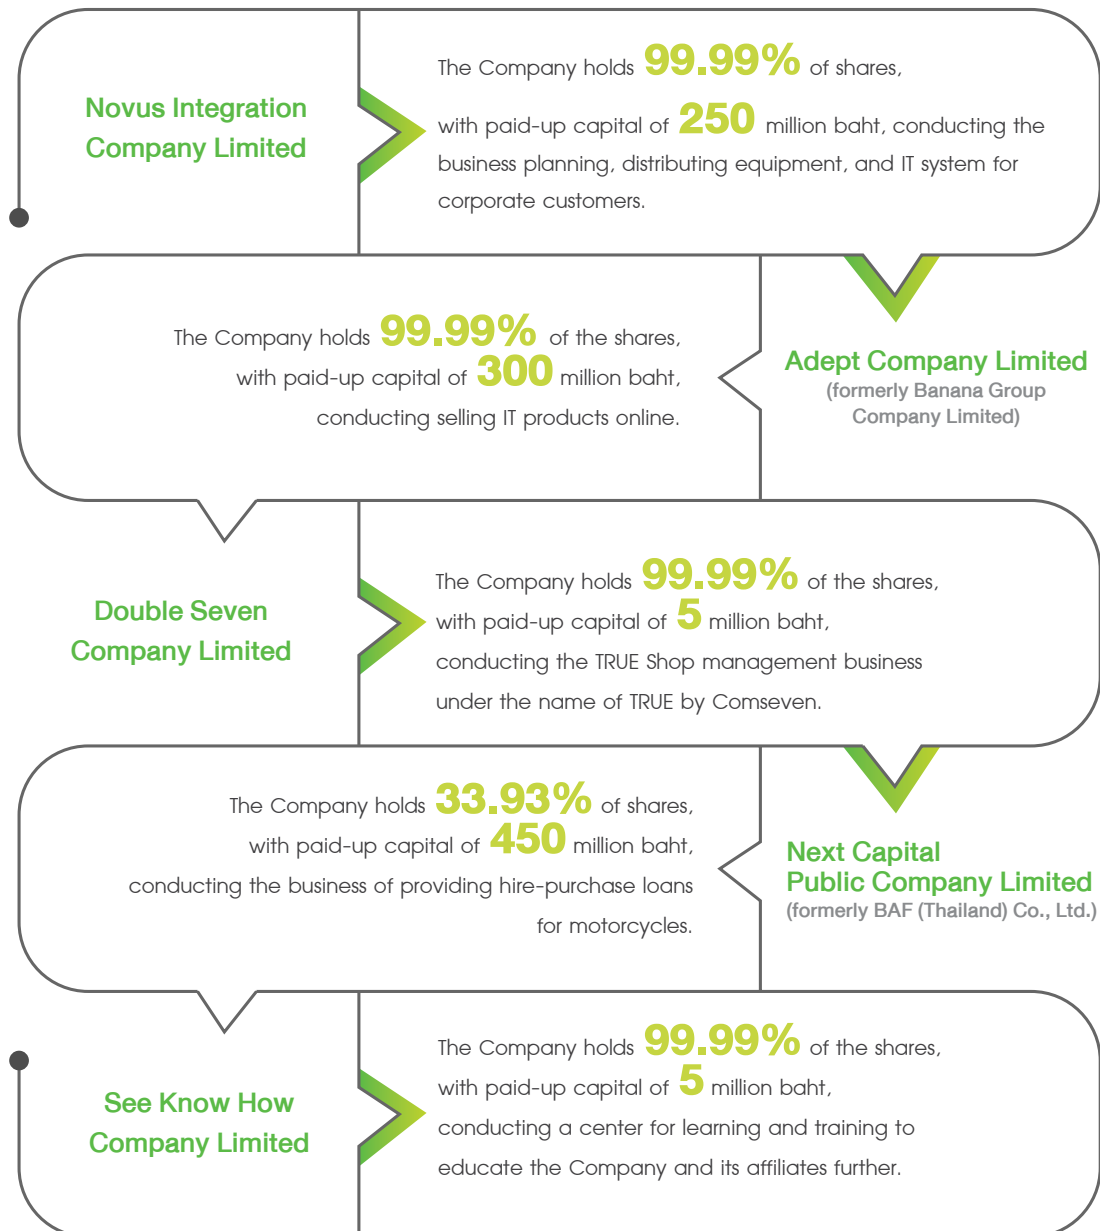 Novus Integration
Company Limited
The Company holds 99.99% of shares,
with paid-up capital of 250 million baht, conducting the
business planning, distributing equipment, and IT system for
corporate customers.
Adept Company Limited
(formerly Banana Group
Company Limited)
The Company holds 99.99% of the shares,
with paid-up capital of 300 million baht,
conducting selling IT products online.
Double Seven
Company Limited
The Company holds 99.99% of the shares,
with paid-up capital of 5 million baht,
conducting the TRUE Shop management business
under the name of TRUE by Comseven.
Next Capital
Public Company Limited
(formerly BAF (Thailand) Co., Ltd.)
The Company holds 33.93% of shares,
with paid-up capital of 450 million baht,
conducting the business of providing hire-purchase loans
for motorcycles.
See Know How
Company Limited
The Company holds 99.99% of the shares,
with paid-up capital of 5 million baht,
conducting a center for learning and training to
educate the Company and its affiliates further.